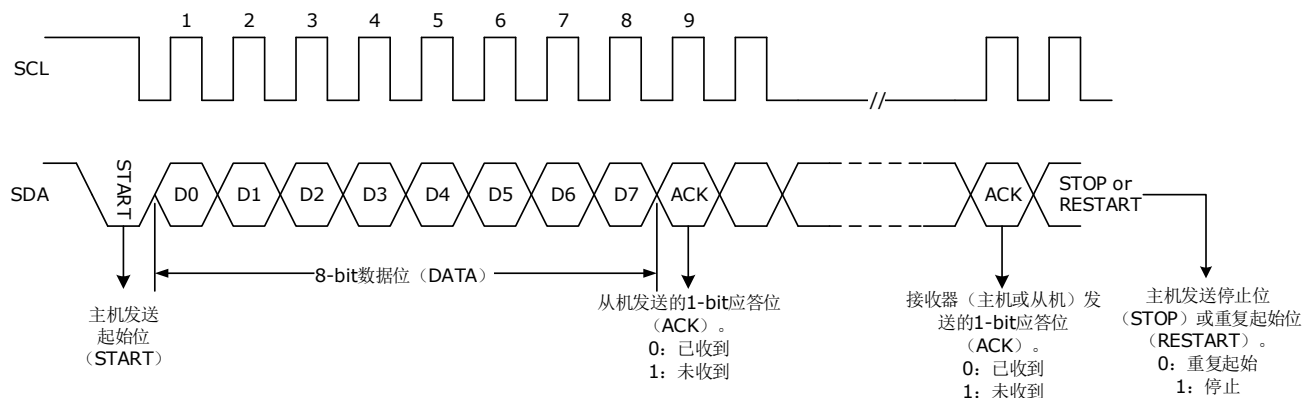 1 2 3 4 5 6 7 8 9
SCL
//
SDA
START
D0 D1 D2 D3 D4 D5 D6 D7 ACK
ACK
STOP or
RESTART
8-bit数据位（DATA）
主机发送
起始位
（START）
从机发送的1-bit应答位
（ACK）。
0：已收到
1：未收到
接收器（主机或从机）发
送的1-bit应答位
（ACK）。
0：已收到
1：未收到
主机发送停止位
（STOP）或重复起始位
（RESTART）。
0：重复起始
1：停止